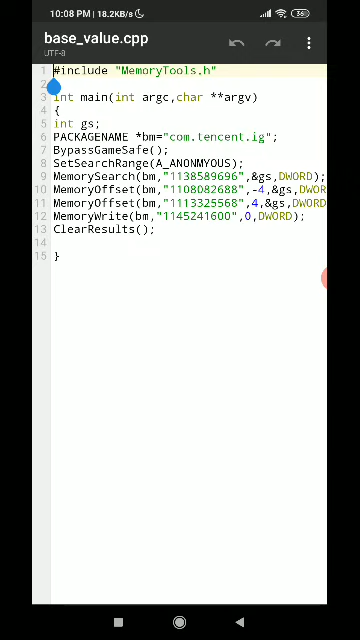 10:08 PM | 18.2KB/s
36
base_value.cpp
UTF-8
1 #include "MemoryTools.h"
2
3 int main(int argc,char **argv)
4 {
5 int gs;
6 PACKAGENAME *bm="com.tencent.ig";
7 BypassGameSafe();
8 SetSearchRange(A_ANONMYOUS);
9 MemorySearch(bm,"1138589696",&gs,DWORD);
10 MemoryOffset(bm,"1108082688",-4,&gs,DWOR
11 MemoryOffset(bm,"1113325568",4,&gs,DWOR
12 MemoryWrite(bm,"1145241600",0,DWORD);
13 ClearResults();
14
15 }